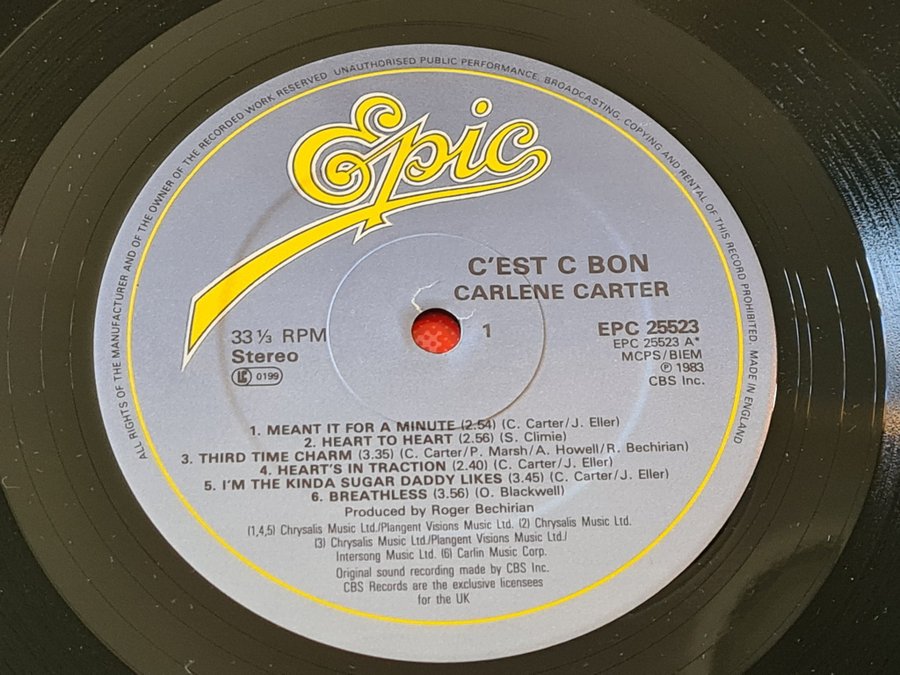 ALL RIGHTS OF THE MANUFACTURER AND OF THE OWNER OF THE RECORDED WORK RESERVED UNAUTHORISED PUBLIC PERFORMANCE, BROADCASTING, COPYING AND RENTAL OF THIS RECORD PROHIBITED. MADE IN ENGLAND
Epic
C'EST C BON
CARLENE CARTER
33⅓ RPM
Stereo
LC 0199
1
EPC 25523
EPC 25523 A*
MCPS/BIEM
℗ 1983
CBS Inc.
1. MEANT IT FOR A MINUTE (2.54) (C. Carter/J. Eller)
2. HEART TO HEART (2.56) (S. Climie)
3. THIRD TIME CHARM (3.35) (C. Carter/P. Marsh/A. Howell/R. Bechirian)
4. HEART'S IN TRACTION (2.40) (C. Carter/J. Eller)
5. I'M THE KINDA SUGAR DADDY LIKES (3.45) (C. Carter/J. Eller)
6. BREATHLESS (3.56) (O. Blackwell)
Produced by Roger Bechirian
(1,4,5) Chrysalis Music Ltd./Plangent Visions Music Ltd. (2) Chrysalis Music Ltd.
(3) Chrysalis Music Ltd./Plangent Visions Music Ltd./
Intersong Music Ltd. (6) Carlin Music Corp.
Original sound recording made by CBS Inc.
CBS Records are the exclusive licensees
for the UK